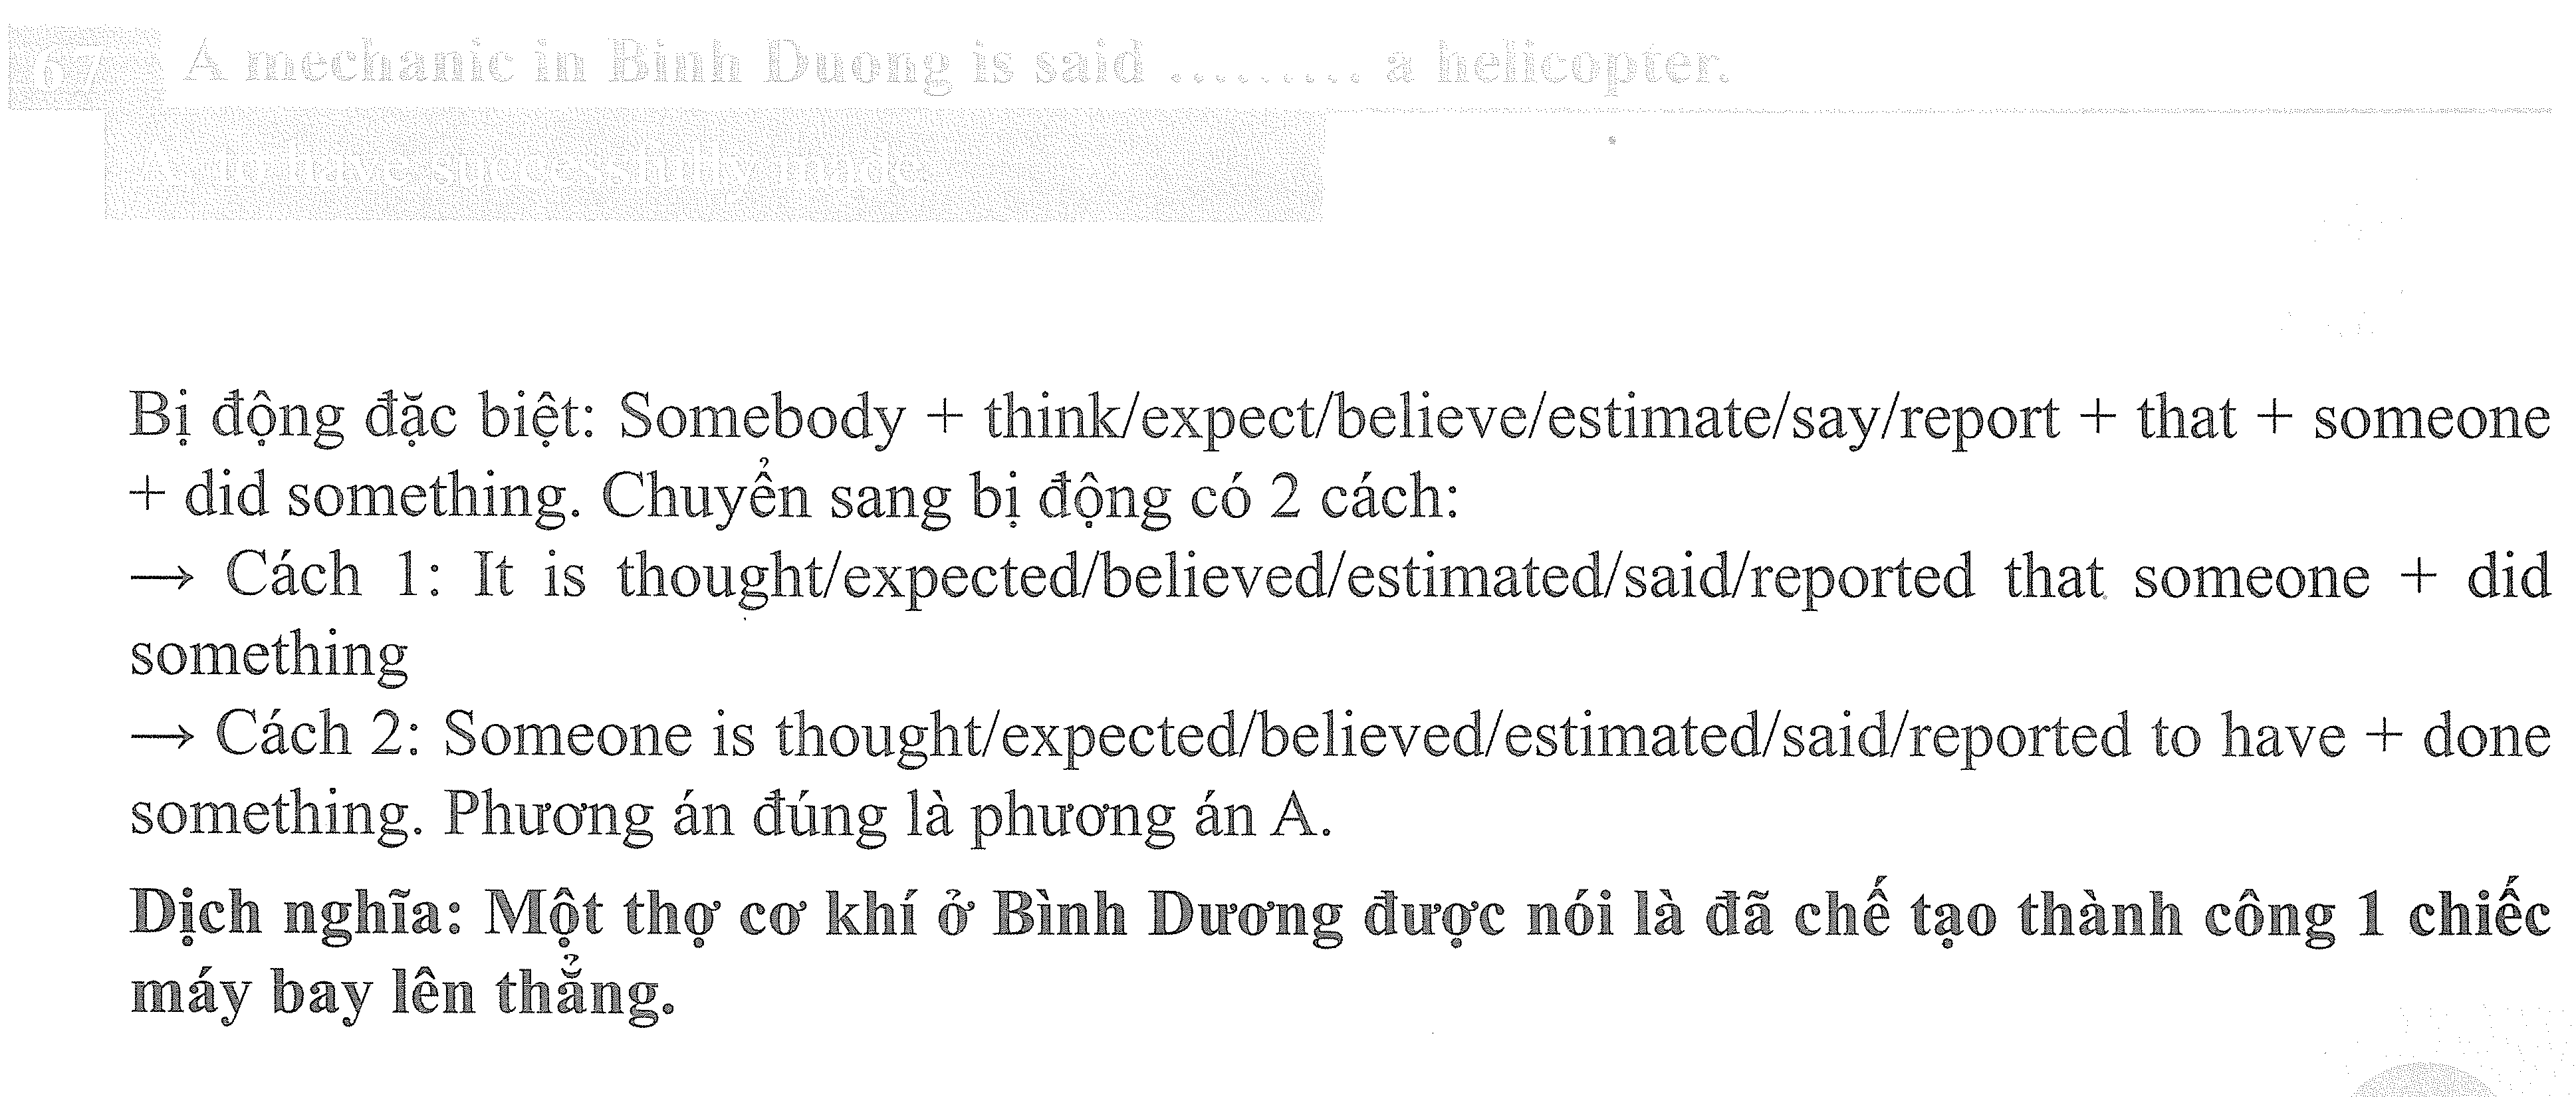 67 A mechanic in Binh Duong is said ......... a helicopter.
A. to have successfully made
Bị động đặc biệt: Somebody + think/expect/believe/estimate/say/report + that + someone
+ did something. Chuyển sang bị động có 2 cách:
→ Cách 1: It is thought/expected/believed/estimated/said/reported that someone + did
something
→ Cách 2: Someone is thought/expected/believed/estimated/said/reported to have + done
something. Phương án đúng là phương án A.
Dịch nghĩa: Một thợ cơ khí ở Bình Dương được nói là đã chế tạo thành công 1 chiếc
máy bay lên thẳng.